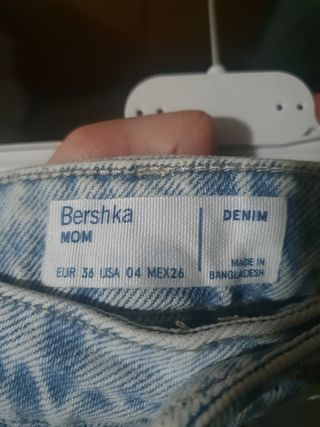 Bershka
MOM
EUR 36 USA 04 MEX26
DENIM
MADE IN
BANGLADESH